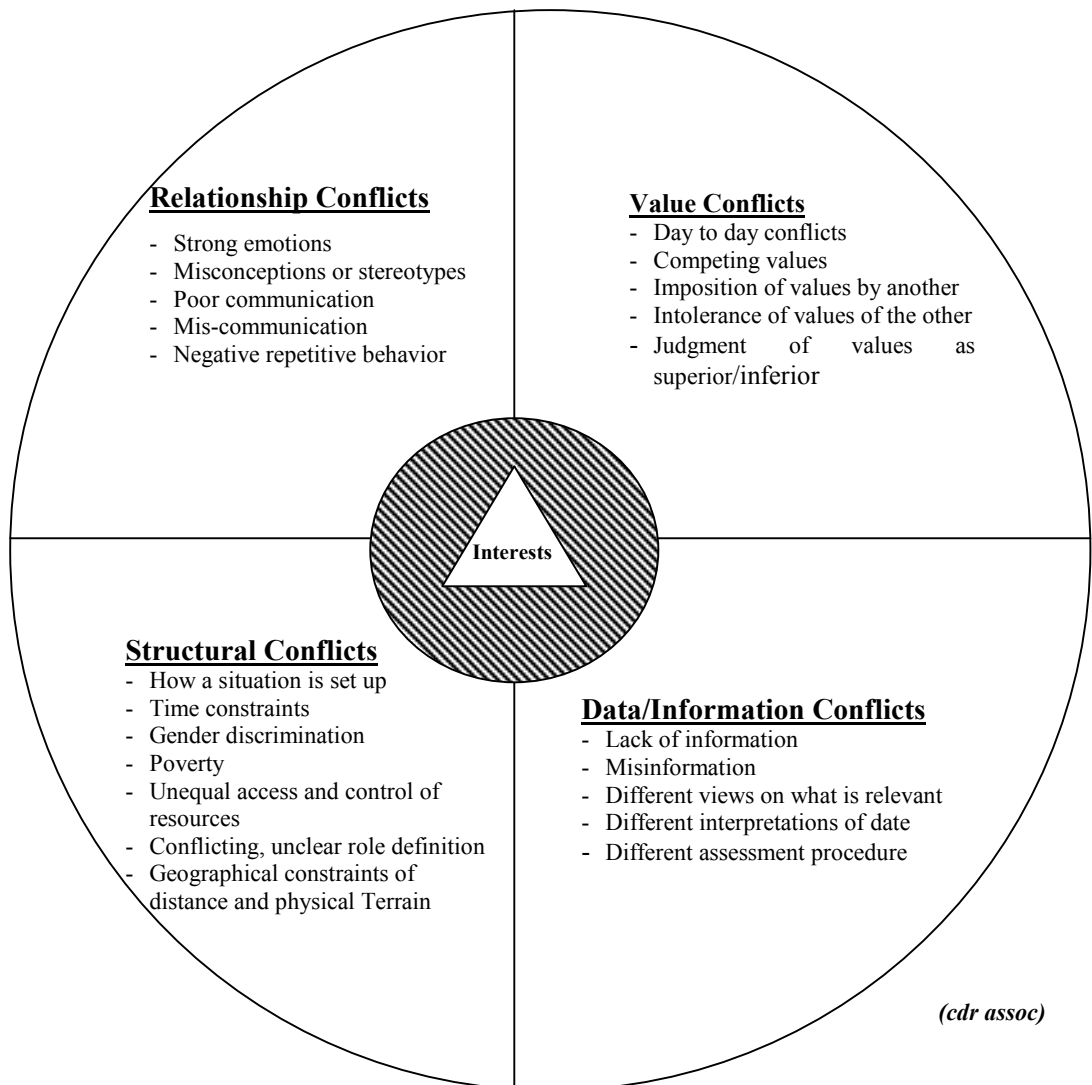 Relationship Conflicts
- Strong emotions
- Misconceptions or stereotypes
- Poor communication
- Mis-communication
- Negative repetitive behavior
Value Conflicts
- Day to day conflicts
- Competing values
- Imposition of values by another
- Intolerance of values of the other
- Judgment of values as
superior/inferior
Interests
Structural Conflicts
- How a situation is set up
- Time constraints
- Gender discrimination
- Poverty
- Unequal access and control of
resources
- Conflicting, unclear role definition
- Geographical constraints of
distance and physical Terrain
Data/Information Conflicts
- Lack of information
- Misinformation
- Different views on what is relevant
- Different interpretations of date
- Different assessment procedure
(cdr assoc)